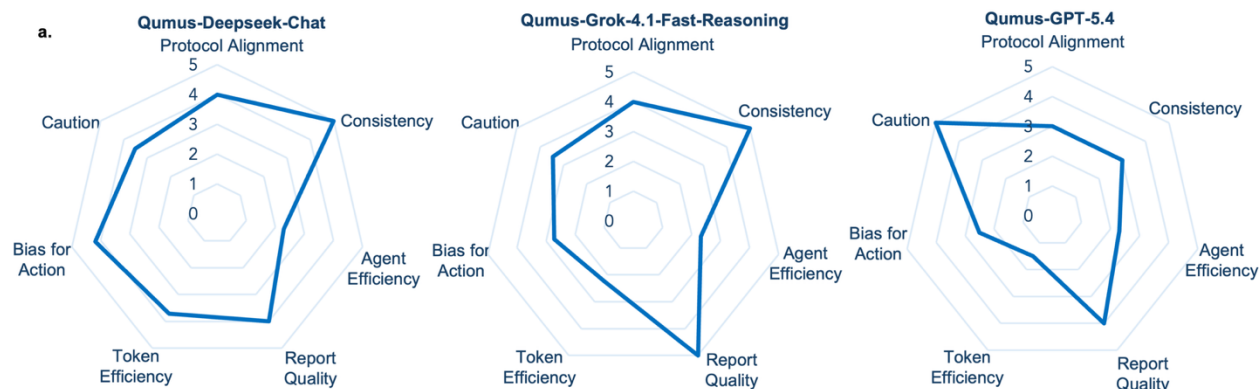 a.
Qumus-Deepseek-Chat
Protocol Alignment
5
4
3
2
1
0
Consistency
Agent
Efficiency
Report
Quality
Token
Efficiency
Bias for
Action
Caution
Qumus-Grok-4.1-Fast-Reasoning
Protocol Alignment
5
4
3
2
1
0
Consistency
Agent
Efficiency
Report
Quality
Token
Efficiency
Bias for
Action
Caution
Qumus-GPT-5.4
Protocol Alignment
5
4
3
2
1
0
Consistency
Agent
Efficiency
Report
Quality
Token
Efficiency
Bias for
Action
Caution